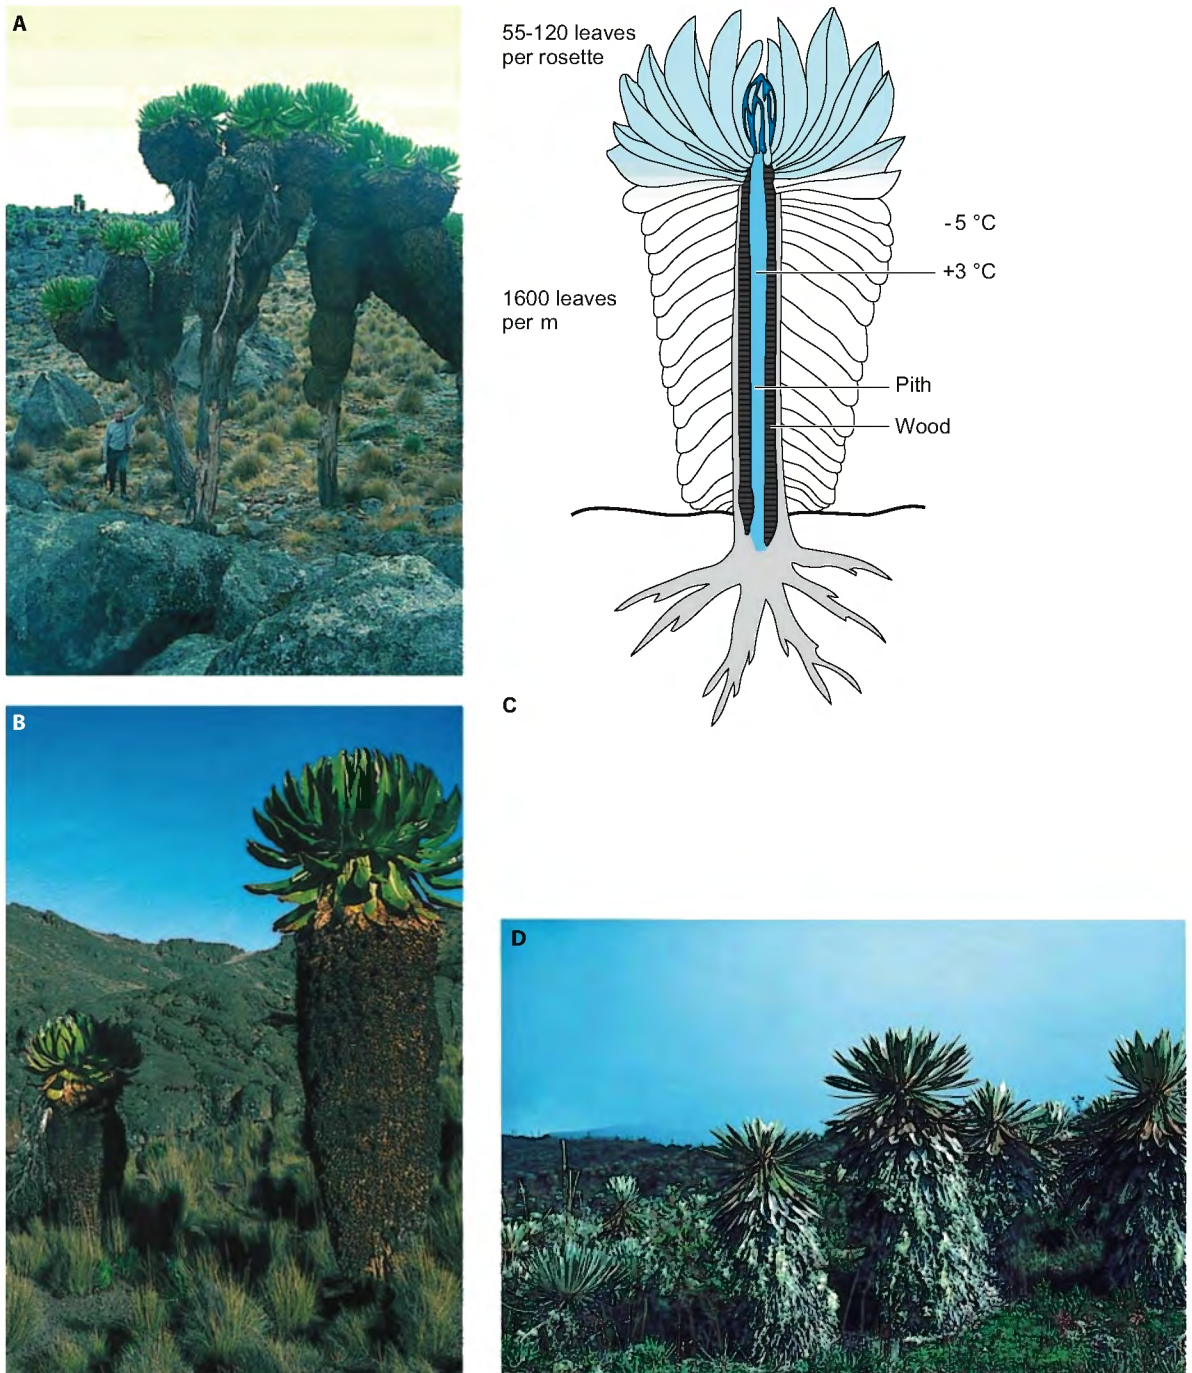 A
55-120 leaves
per rosette
-5 °C
+3 °C
1600 leaves
per m
Pith
Wood
B
C
D